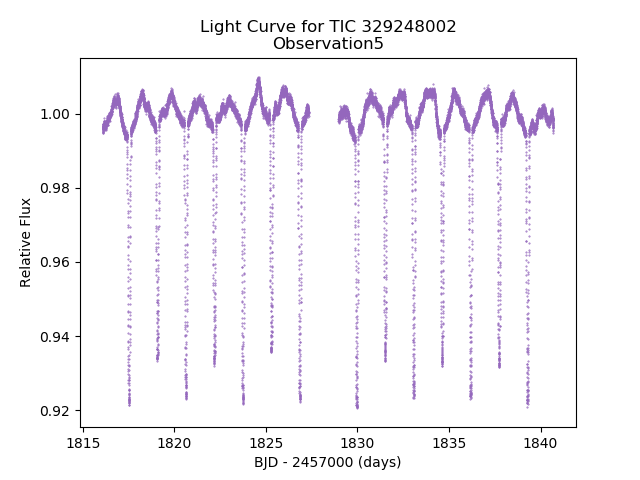 Light Curve for TIC 329248002
Observation5
Relative Flux
1.00
0.98
0.96
0.94
0.92
1815 1820 1825 1830 1835 1840
BJD - 2457000 (days)